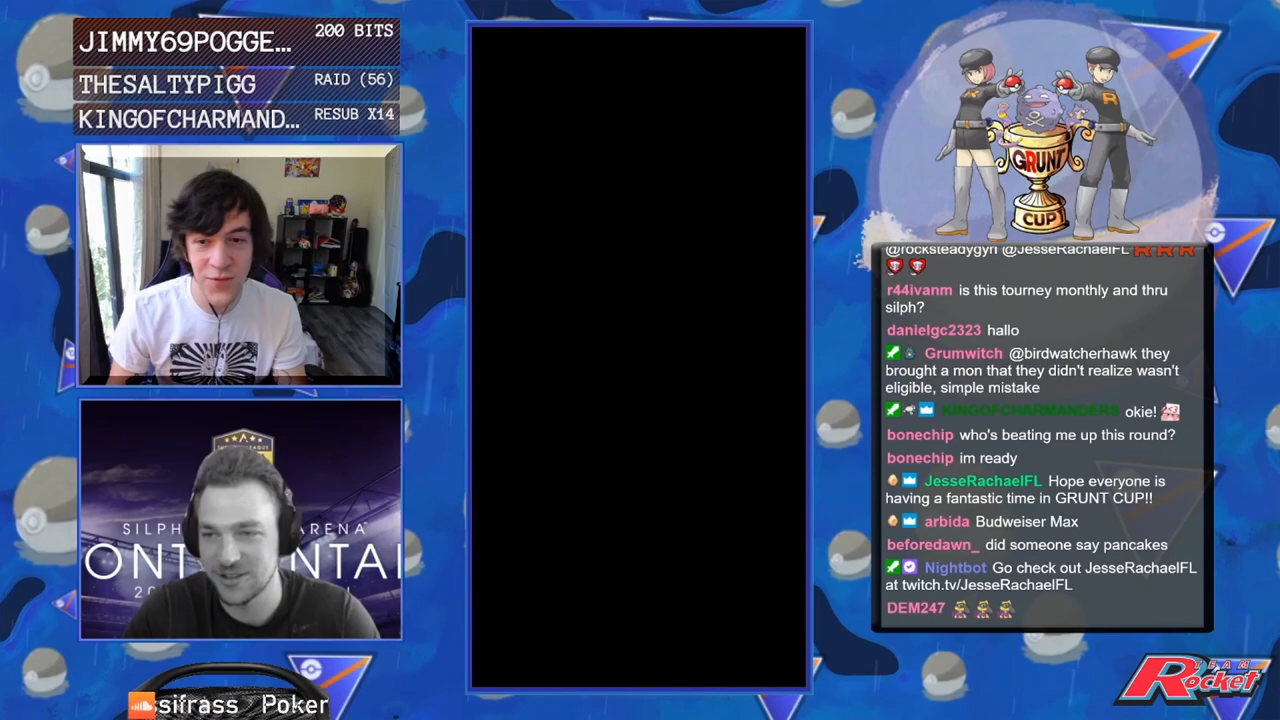 JIMMY69POGGE... 200 BITS
THESALTYPIGG RAID (56)
KINGOFCHARMAND... RESUB X14
SILPH ARENA
ONT NTA
20
sifrass Poker
R
GRUNT
CUP
@rocksteadygyrl @JesseRachaelFL
r44ivanm is this tourney monthly and thru
silph?
danielgc2323 hallo
Grumwitch @birdwatcherhawk they
brought a mon that they didn't realize wasn't
eligible, simple mistake
KINGOFCHARMANDERS okie!
bonechip who's beating me up this round?
bonechip im ready
JesseRachaelFL Hope everyone is
having a fantastic time in GRUNT CUP!!
arbida Budweiser Max
beforedawn_ did someone say pancakes
Nightbot Go check out JesseRachaelFL
at twitch.tv/JesseRachaelFL
DEM247
TEAM
Rocket